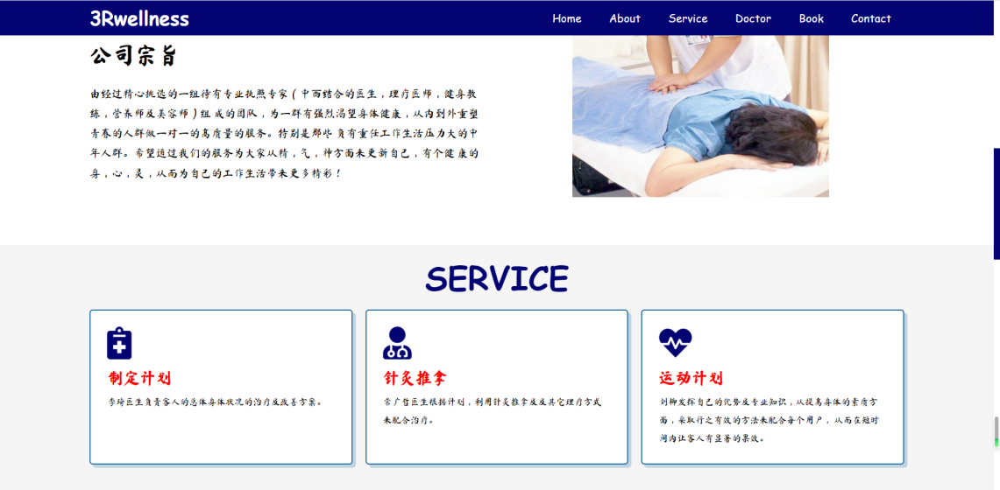 3Rwellness
Home About Service Doctor Book Contact
公司宗旨
由经过精心挑选的一组待有专业执照专家(中西结合的医生,理疗医师,健身教
练,营养师及美容师)组成的团队,为一群有强烈渴望身体健康,从内到外重塑
青春的人群做一对一的高质量的服务。特别是那些负有重任工作生活压力大的中
年人群。希望通过我们的服务为大家从精,气,神方面来更新自己,有个健康的
身,心,灵,从而为自己的工作生活带来更多精彩!
SERVICE
制定计划
李琦医生负责客人的总体身体状况的治疗及改善方案。
针灸推拿
常广哲医生根据计划,利用针灸推拿及及其它理疗方式
来配合治疗。
运动计划
刘柳发挥自己的优势及专业知识,从提高身体的素质方
面,采取行之有效的方法来配合每个用户,从而在短时
间内让客人有显著的果效。